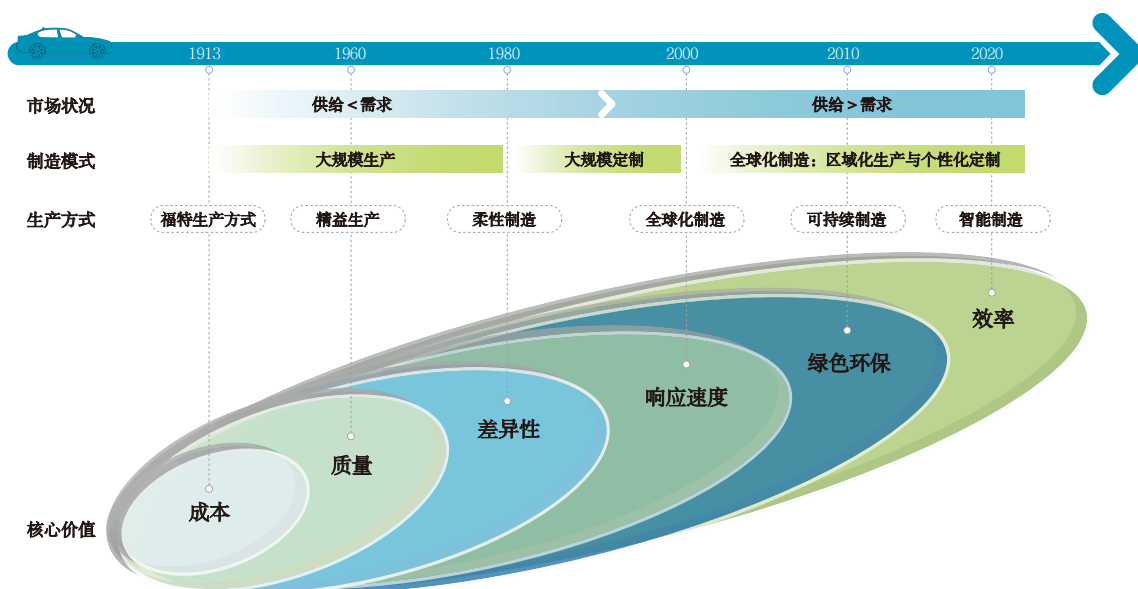 1913 1960 1980 2000 2010 2020
市场状况 供给<需求 供给>需求
制造模式 大规模生产 大规模定制 全球化制造：区域化生产与个性化定制
生产方式 福特生产方式 精益生产 柔性制造 全球化制造 可持续制造 智能制造
效率
绿色环保
响应速度
差异性
质量
成本
核心价值